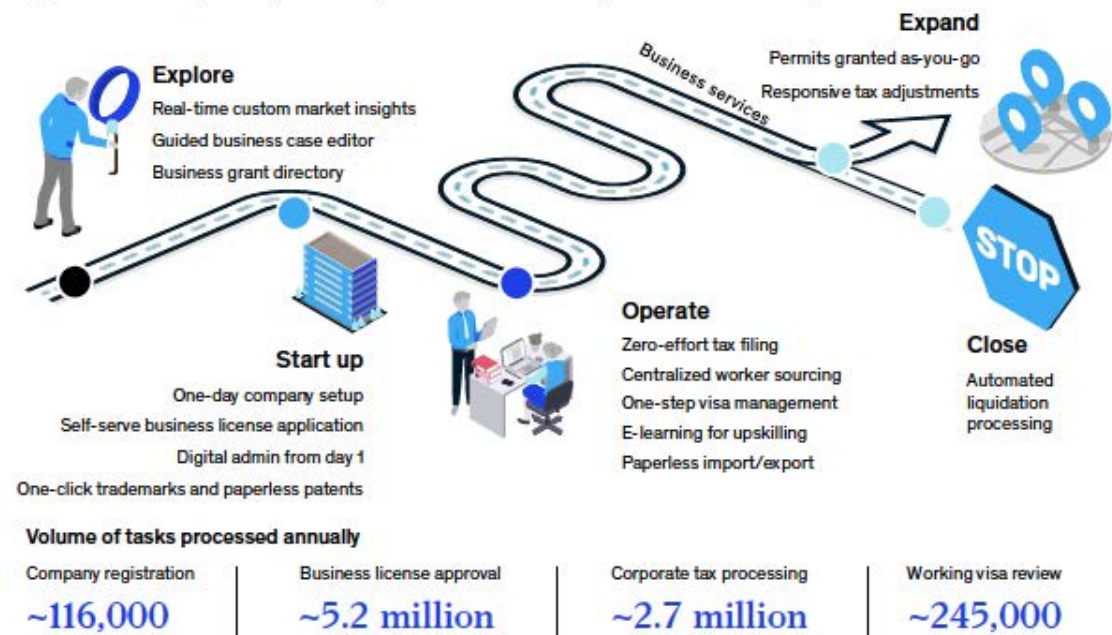 Explore
Real-time custom market insights
Guided business case editor
Business grant directory
Start up
One-day company setup
Self-serve business license application
Digital admin from day 1
One-click trademarks and paperless patents
Operate
Zero-effort tax filing
Centralized worker sourcing
One-step visa management
E-learning for upskilling
Paperless import/export
Business services
Expand
Permits granted as-you-go
Responsive tax adjustments
STOP
Close
Automated
liquidation
processing
Volume of tasks processed annually
Company registration
~116,000
Business license approval
~5.2 million
Corporate tax processing
~2.7 million
Working visa review
~245,000